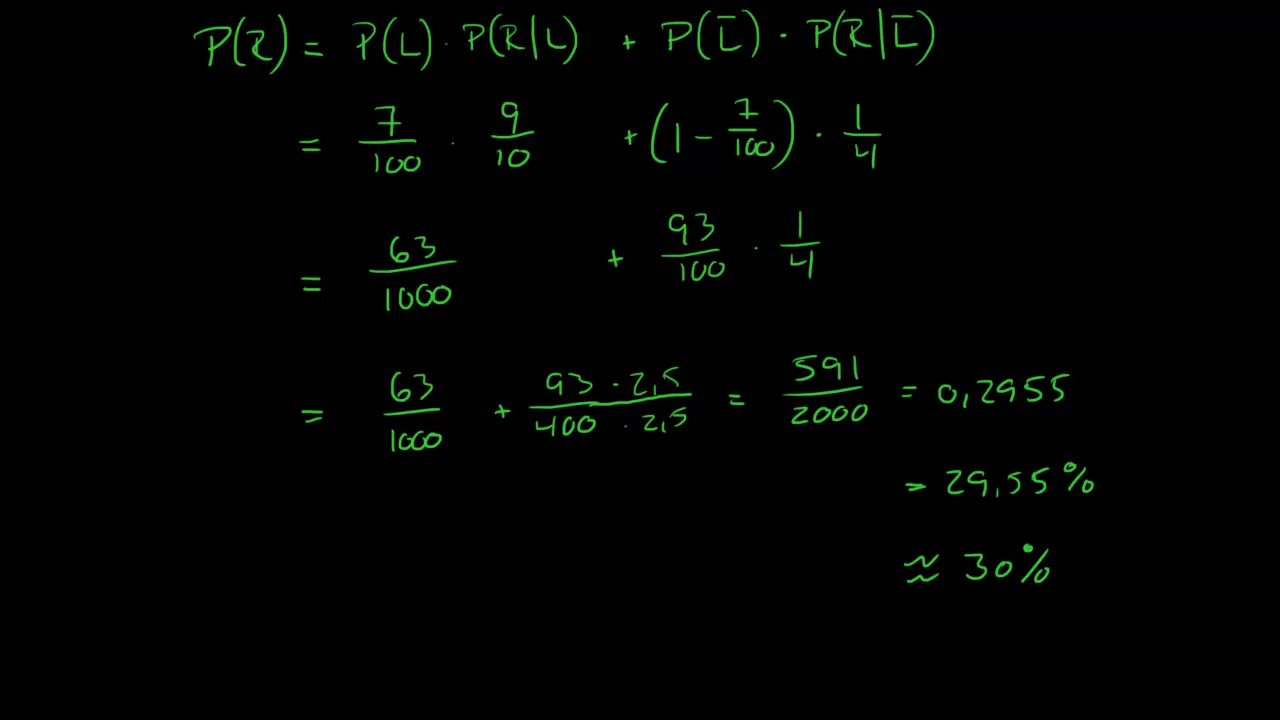 P(R) = P(L) · P(R|L) + P(L̅) · P(R|L̅)
= 7/100 · 9/10 + (1 - 7/100) · 1/4
= 63/1000 + 93/100 · 1/4
= 63/1000 + 93 · 2,5/400 · 2,5 = 591/2000 = 0,2955
= 29,55%
≈ 30%